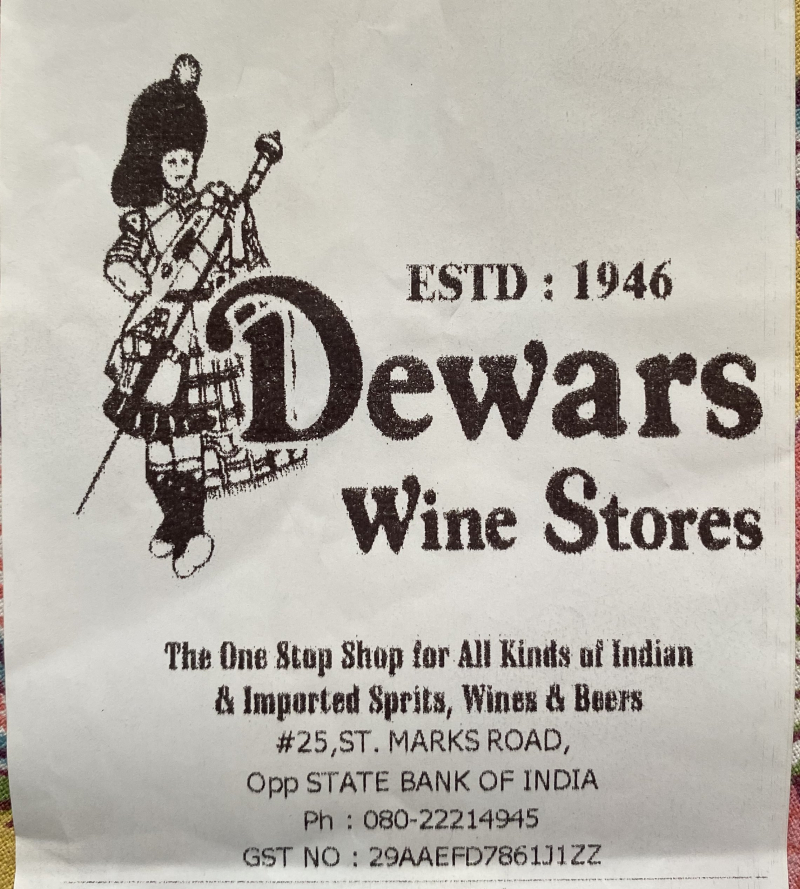 ESTD : 1946
Dewars
Wine Stores
The One Stop Shop for All Kinds of Indian
& Imported Sprits, Wines & Beers
#25,ST. MARKS ROAD,
Opp STATE BANK OF INDIA
Ph : 080-22214945
GST NO : 29AAEFD7861J1ZZ